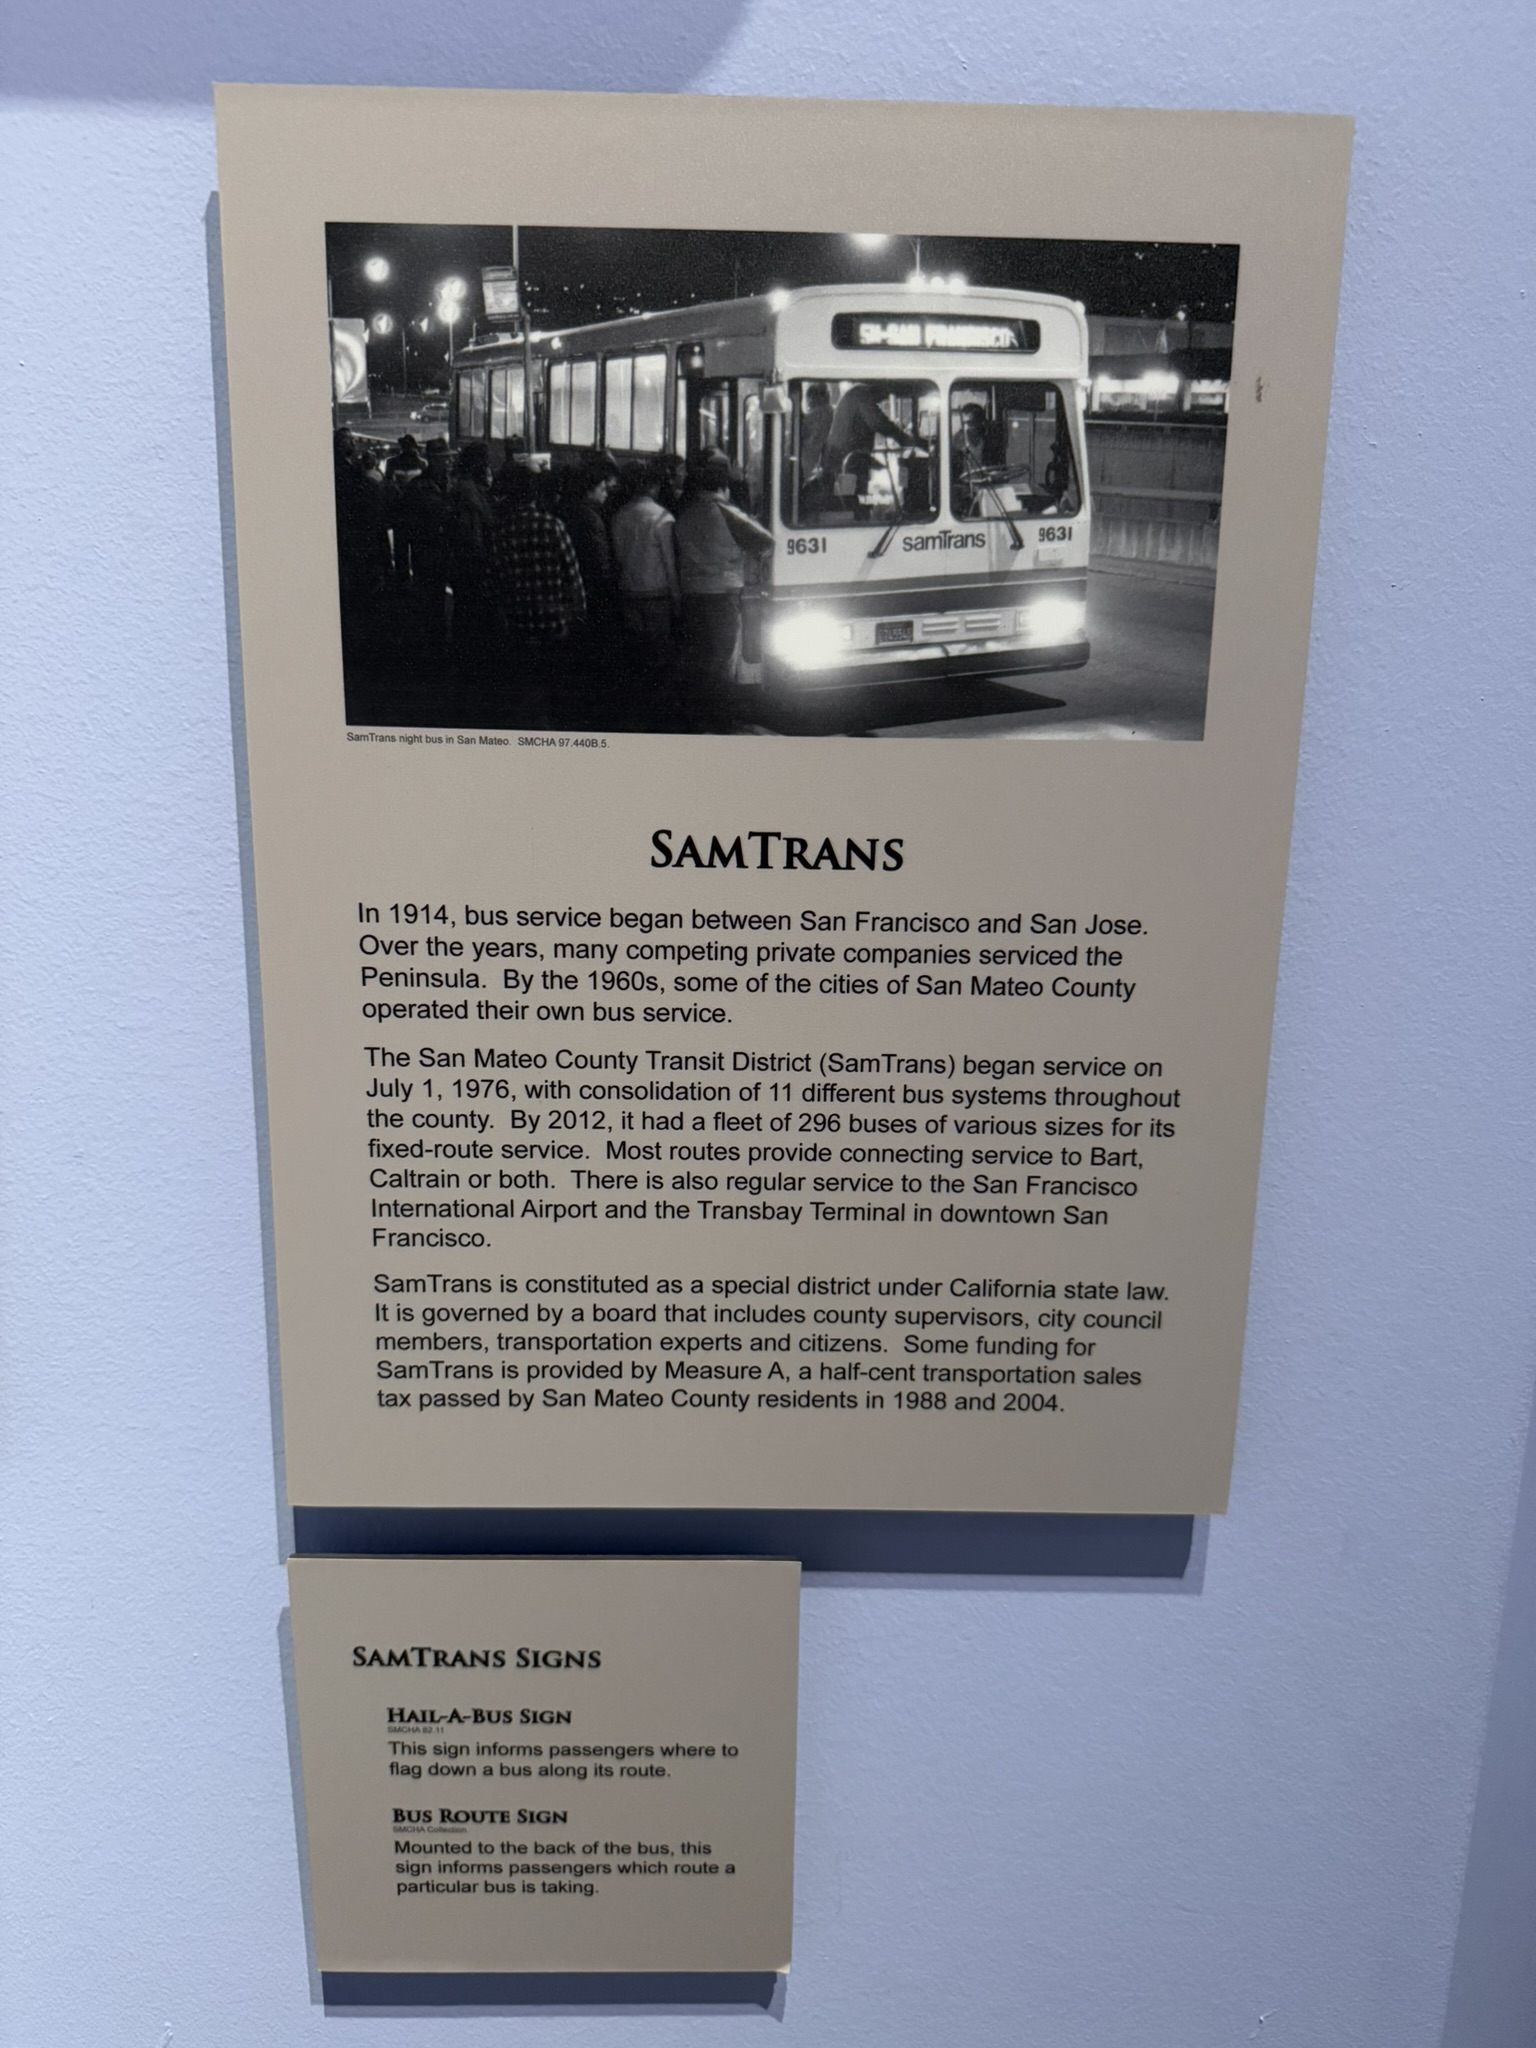 SAN FRANCISCO
9631
samTrans
9631
SamTrans night bus in San Mateo. SMCHA 97.440B.5.
SAMTRANS
In 1914, bus service began between San Francisco and San Jose.
Over the years, many competing private companies serviced the
Peninsula. By the 1960s, some of the cities of San Mateo County
operated their own bus service.
The San Mateo County Transit District (SamTrans) began service on
July 1, 1976, with consolidation of 11 different bus systems throughout
the county. By 2012, it had a fleet of 296 buses of various sizes for its
fixed-route service. Most routes provide connecting service to Bart,
Caltrain or both. There is also regular service to the San Francisco
International Airport and the Transbay Terminal in downtown San
Francisco.
SamTrans is constituted as a special district under California state law.
It is governed by a board that includes county supervisors, city council
members, transportation experts and citizens. Some funding for
SamTrans is provided by Measure A, a half-cent transportation sales
tax passed by San Mateo County residents in 1988 and 2004.
SAMTRANS SIGNS
HAIL-A-BUS SIGN
SMCHA 82.11
This sign informs passengers where to
flag down a bus along its route.
BUS ROUTE SIGN
SMCHA Collection
Mounted to the back of the bus, this
sign informs passengers which route a
particular bus is taking.